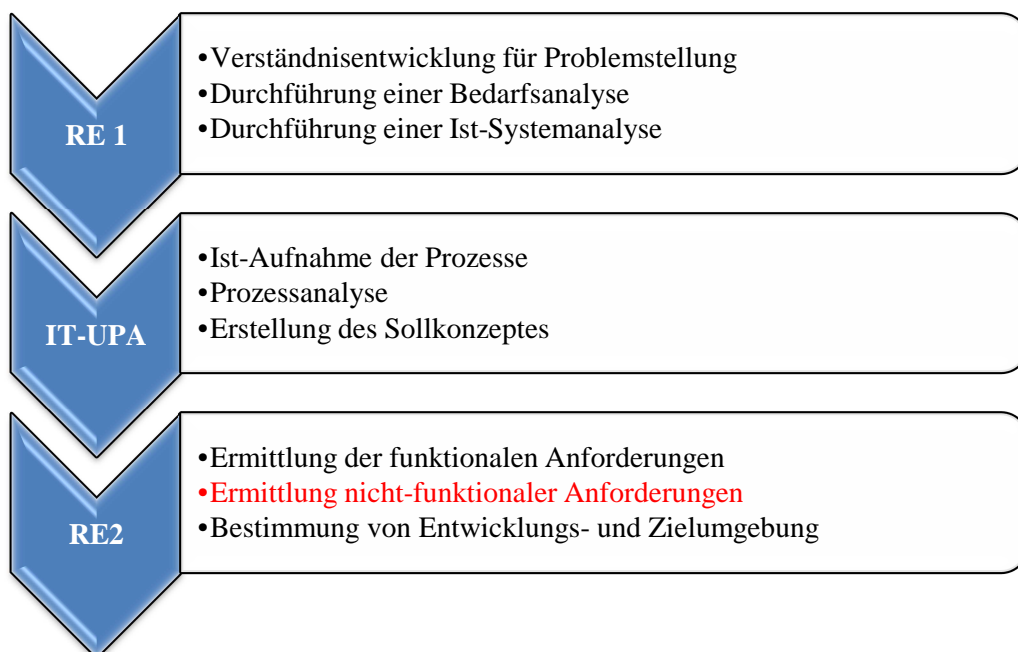 RE 1
•Verständnisentwicklung für Problemstellung
•Durchführung einer Bedarfsanalyse
•Durchführung einer Ist-Systemanalyse
IT-UPA
•Ist-Aufnahme der Prozesse
•Prozessanalyse
•Erstellung des Sollkonzeptes
RE2
•Ermittlung der funktionalen Anforderungen
•Ermittlung nicht-funktionaler Anforderungen
•Bestimmung von Entwicklungs- und Zielumgebung